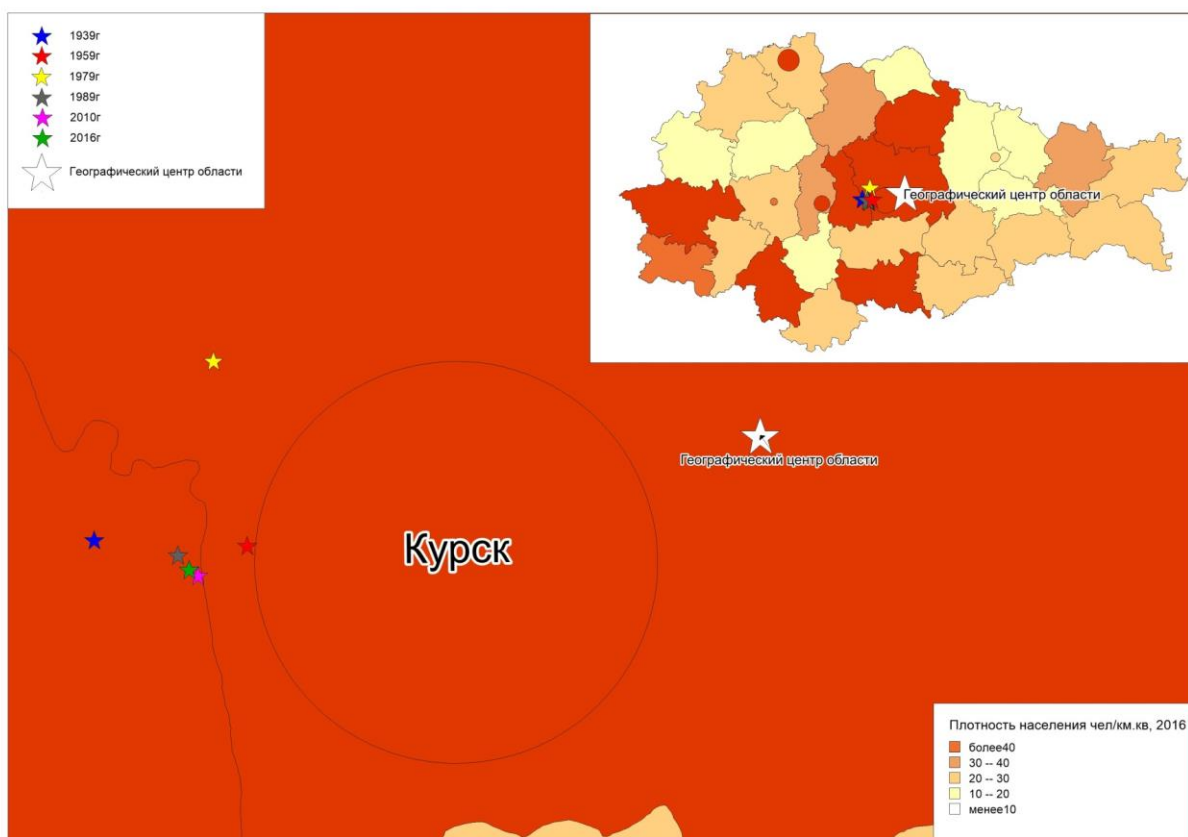 1939г
1959г
1979г
1989г
2010г
2016г
Географический центр области
Географический центр области
Географический центр области
Курск
Плотность населения чел/км.кв, 2016
более40
30 -- 40
20 -- 30
10 -- 20
менее10